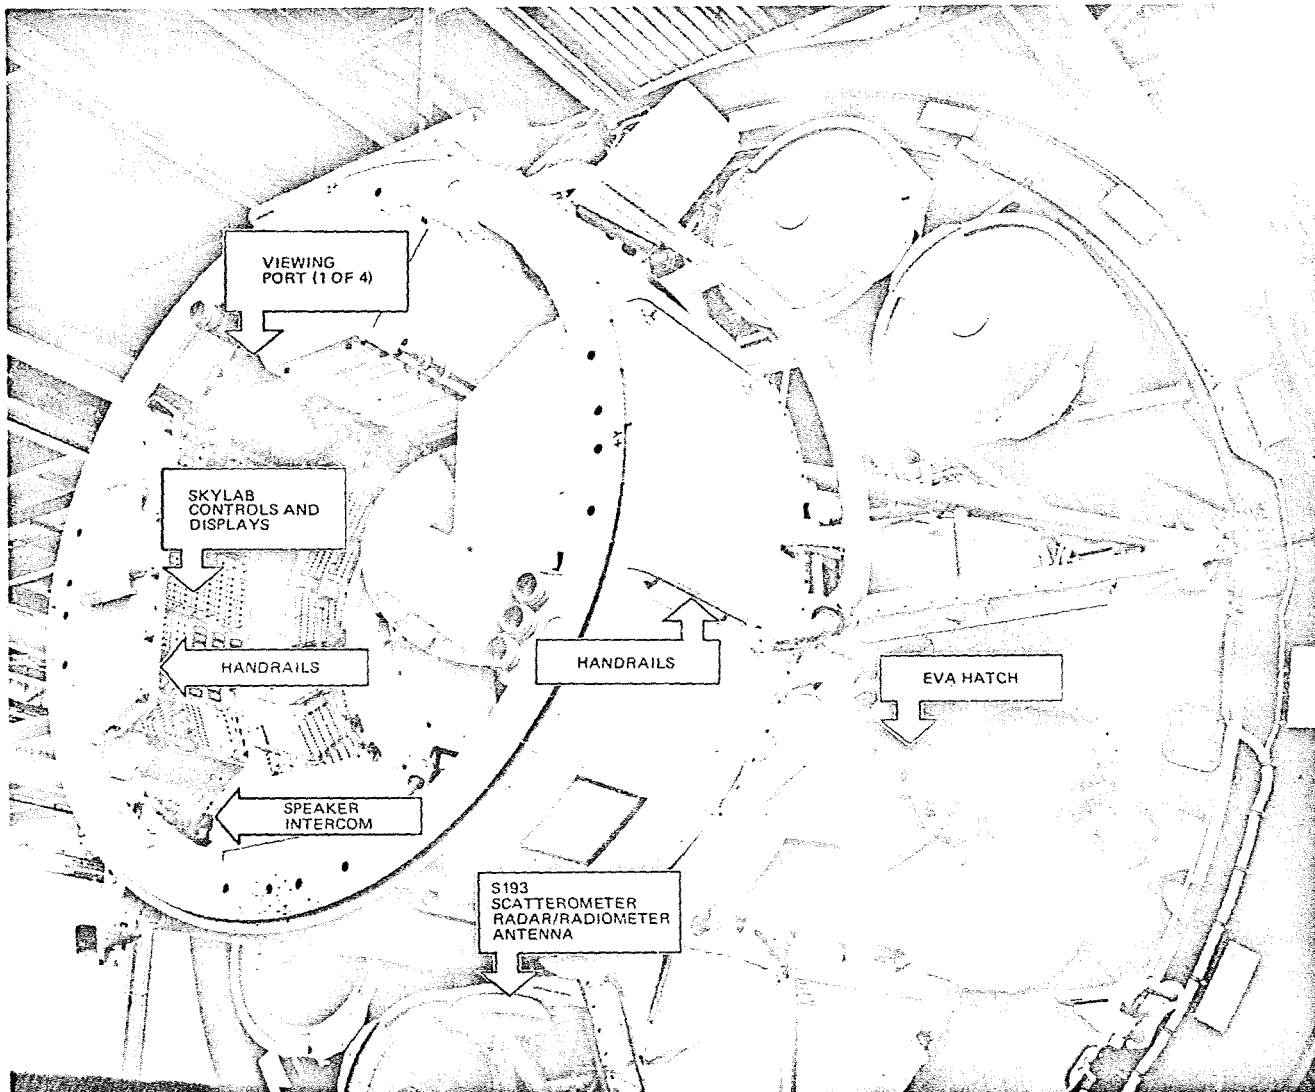 VIEWING
PORT (1 OF 4)
SKYLAB
CONTROLS AND
DISPLAYS
HANDRAILS
HANDRAILS
EVA HATCH
SPEAKER
INTERCOM
S193
SCATTEROMETER
RADAR/RADIOMETER
ANTENNA